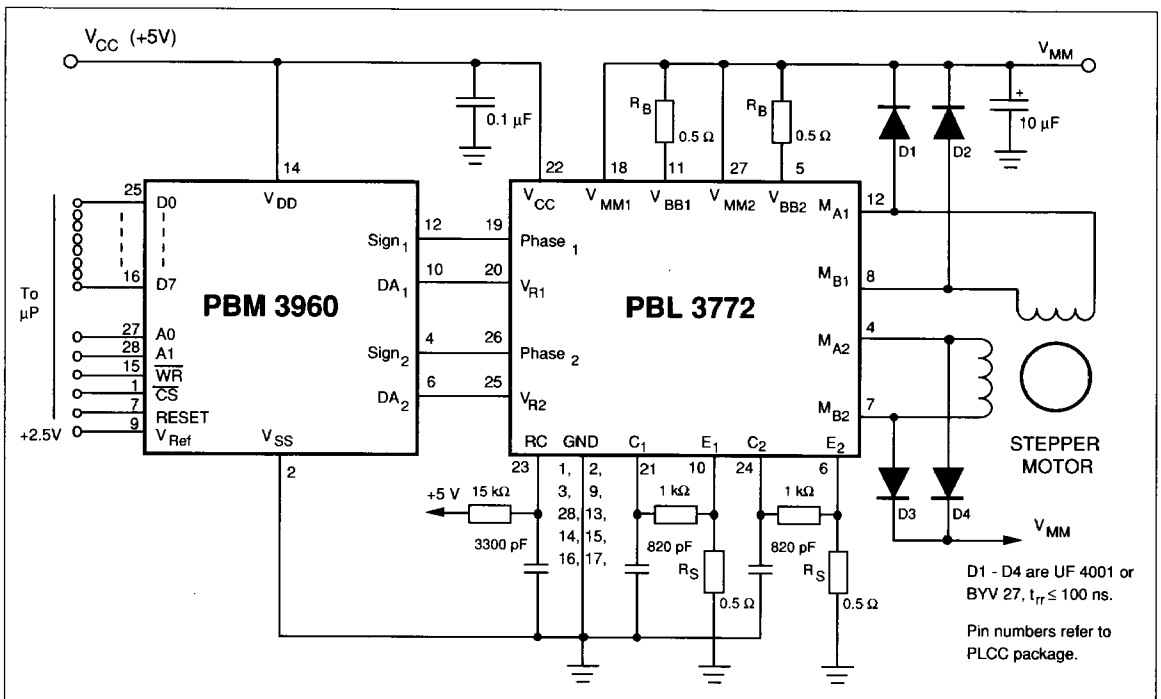 V_CC (+5V)
V_MM
0.1 µF
R_B
0.5 Ω
R_B
0.5 Ω
D1
D2
+
10 µF
14
22
18
11
27
5
V_DD
V_CC
V_MM1
V_BB1
V_MM2
V_BB2
25
D0
16
D7
To
µP
27
A0
28
A1
15
WR
1
CS
7
RESET
+2.5V
9
V_Ref
V_SS
2
PBM 3960
Sign_1
12
19
Phase_1
DA_1
10
20
V_R1
Sign_2
4
26
Phase_2
DA_2
6
25
V_R2
PBL 3772
M_A1
12
M_B1
8
M_A2
4
M_B2
7
RC
GND
C_1
E_1
C_2
E_2
23
1, 2,
3, 9,
28, 13,
14, 15,
16, 17,
21
10
24
6
+5 V
15 kΩ
3300 pF
1 kΩ
820 pF
R_S
0.5 Ω
1 kΩ
820 pF
R_S
0.5 Ω
STEPPER
MOTOR
D3
D4
V_MM
D1 - D4 are UF 4001 or
BYV 27, t_rr ≤ 100 ns.
Pin numbers refer to
PLCC package.